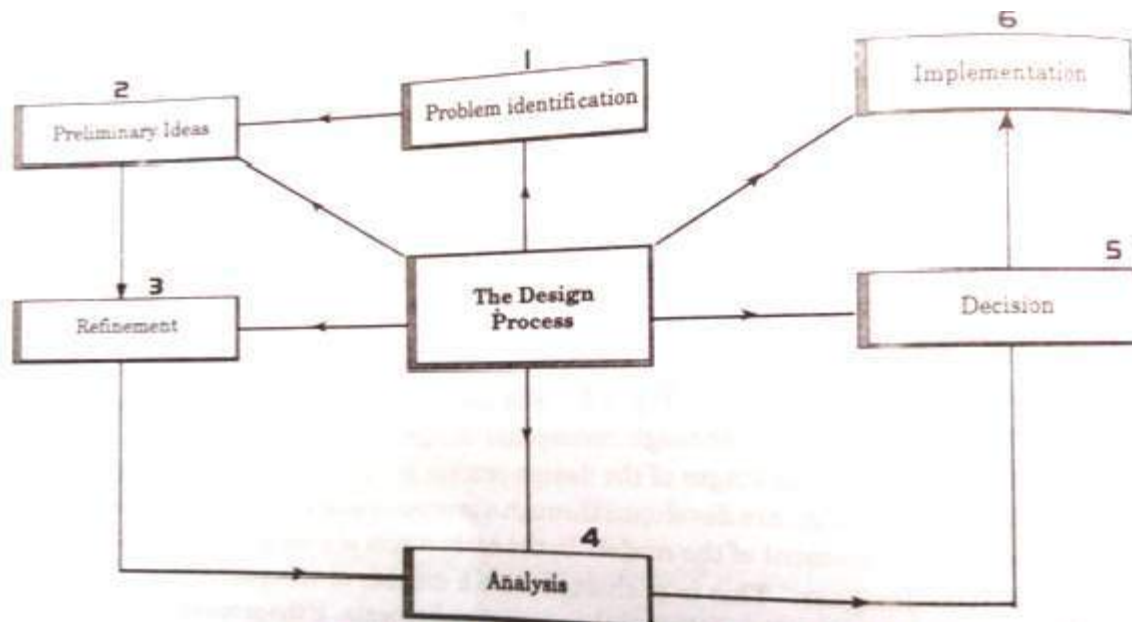 1
Problem identification
2
Preliminary Ideas
3
Refinement
4
Analysis
5
Decision
6
Implementation
The Design
Process